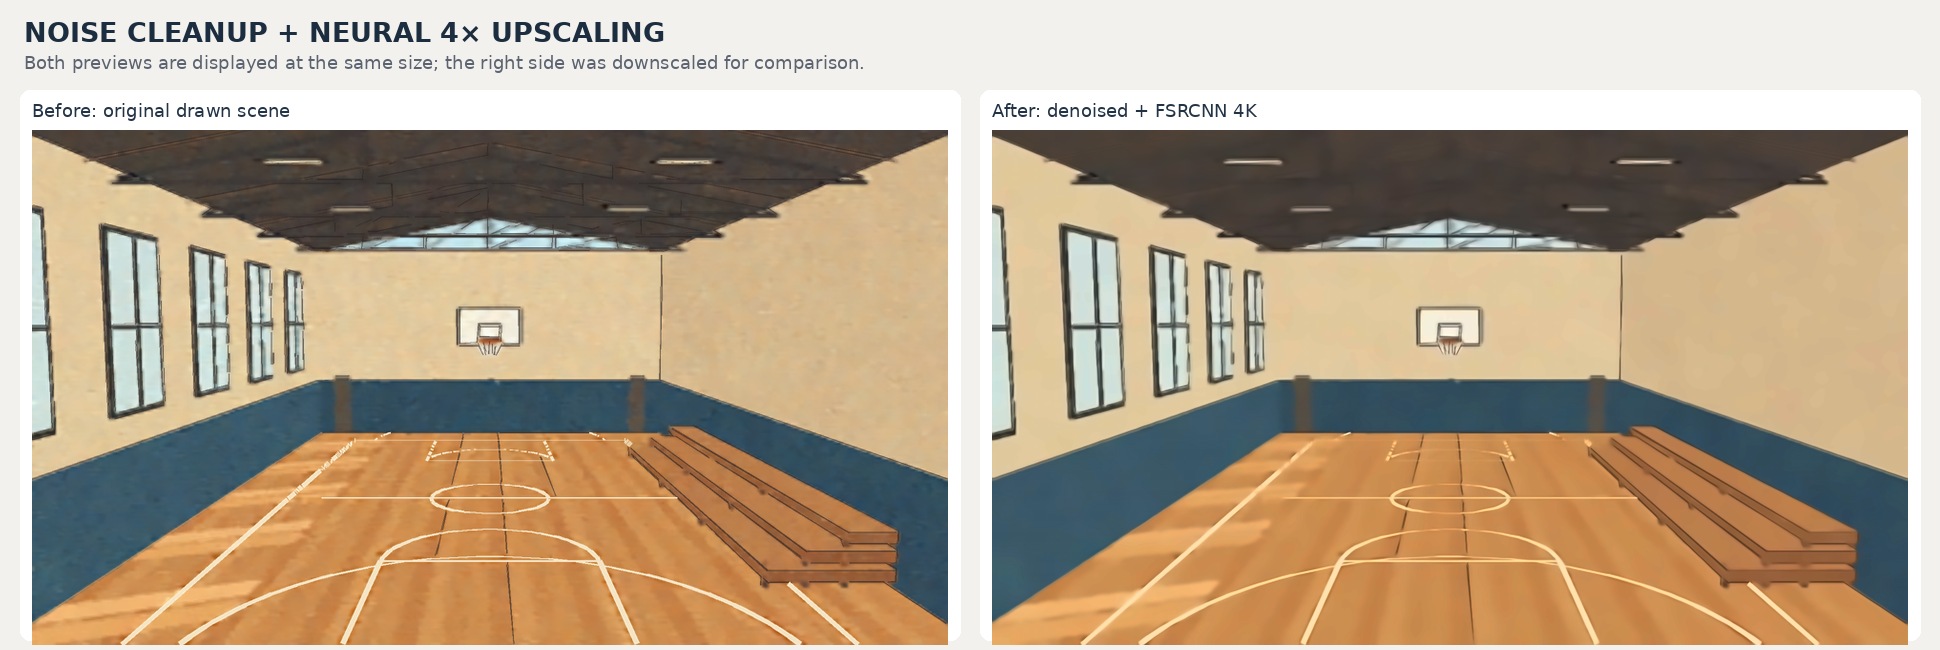 NOISE CLEANUP + NEURAL 4× UPSCALING
Both previews are displayed at the same size; the right side was downscaled for comparison.
Before: original drawn scene
After: denoised + FSRCNN 4K